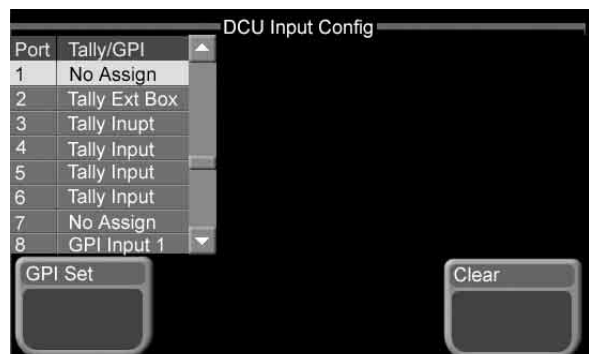 DCU Input Config
Port Tally/GPI
1 No Assign
2 Tally Ext Box
3 Tally Inupt
4 Tally Input
5 Tally Input
6 Tally Input
7 No Assign
8 GPI Input 1
GPI Set
Clear